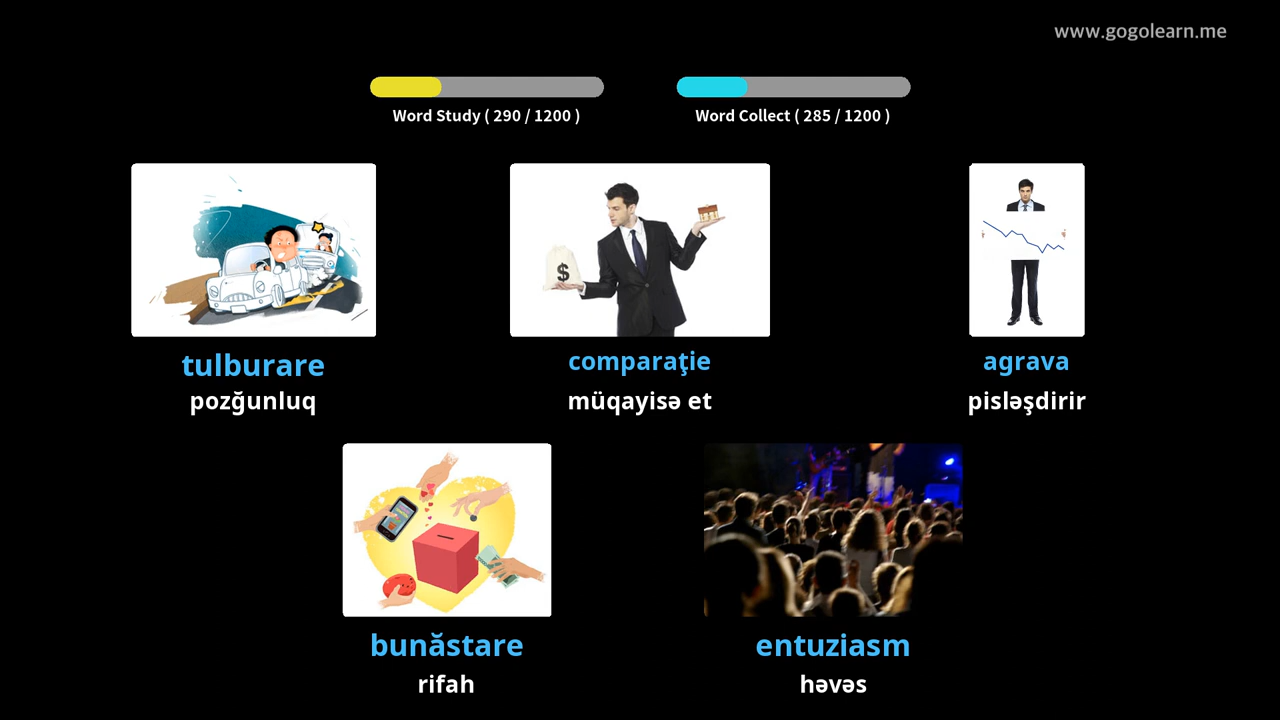 www.gogolearn.me
Word Study ( 290 / 1200 )
Word Collect ( 285 / 1200 )
$
tulburare
comparaţie
agrava
pozğunluq
müqayisə et
pisləşdirir
bunăstare
entuziasm
rifah
həvəs